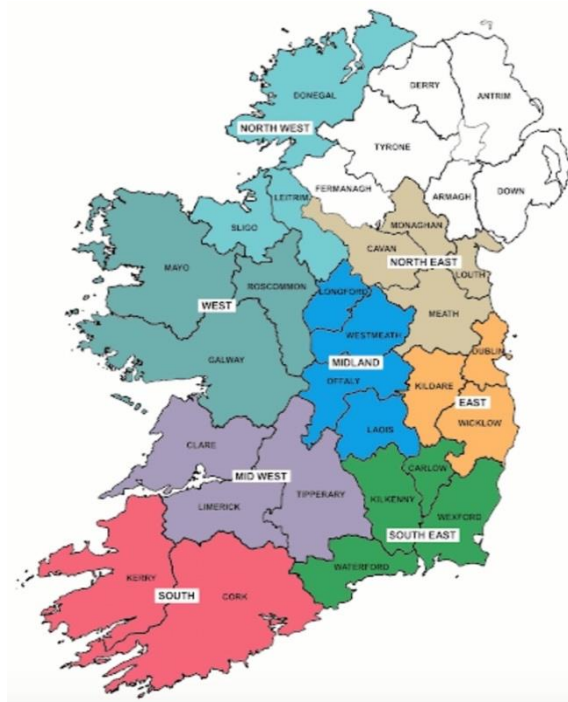 DERRY
ANTRIM
DONEGAL
NORTH WEST
TYRONE
FERMANAGH
ARMAGH
DOWN
LEITRIM
SLIGO
MONAGHAN
CAVAN
NORTH EAST
LOUTH
MAYO
ROSCOMMON
LONGFORD
WEST
MEATH
WESTMEATH
DUBLIN
GALWAY
MIDLAND
KILDARE
OFFALY
EAST
WICKLOW
LAOIS
CLARE
CARLOW
MID WEST
TIPPERARY
KILKENNY
LIMERICK
WEXFORD
SOUTH EAST
WATERFORD
KERRY
SOUTH
CORK